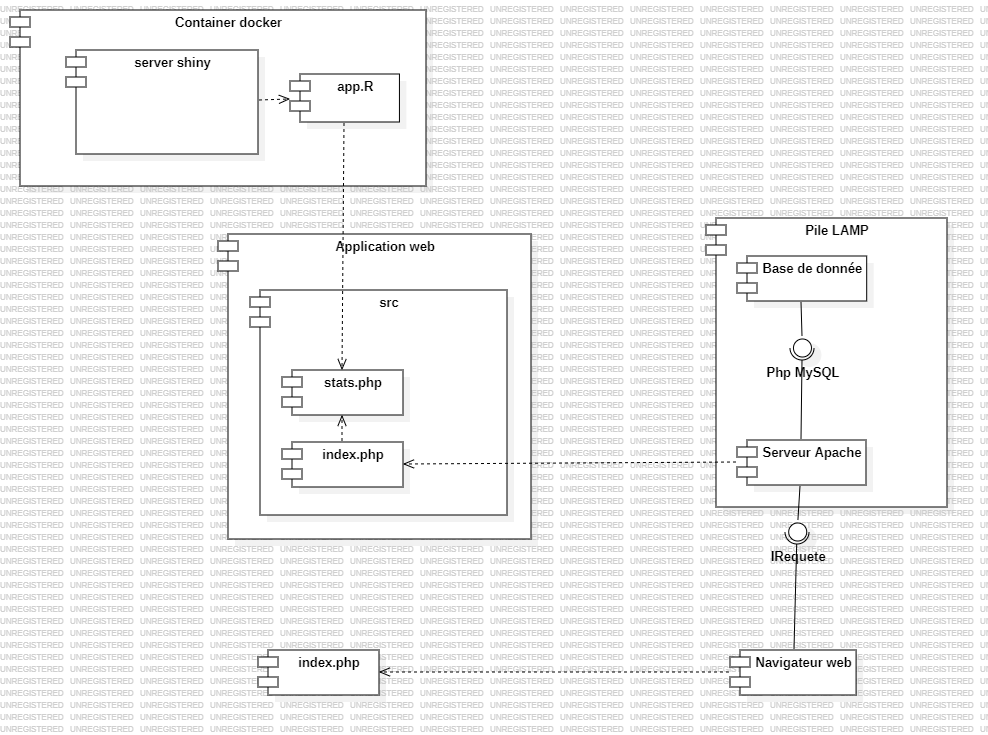 Container docker
server shiny
app.R
Application web
src
stats.php
index.php
Pile LAMP
Base de donnée
Php MySQL
Serveur Apache
IRequete
index.php
Navigateur web
UNREGISTERED